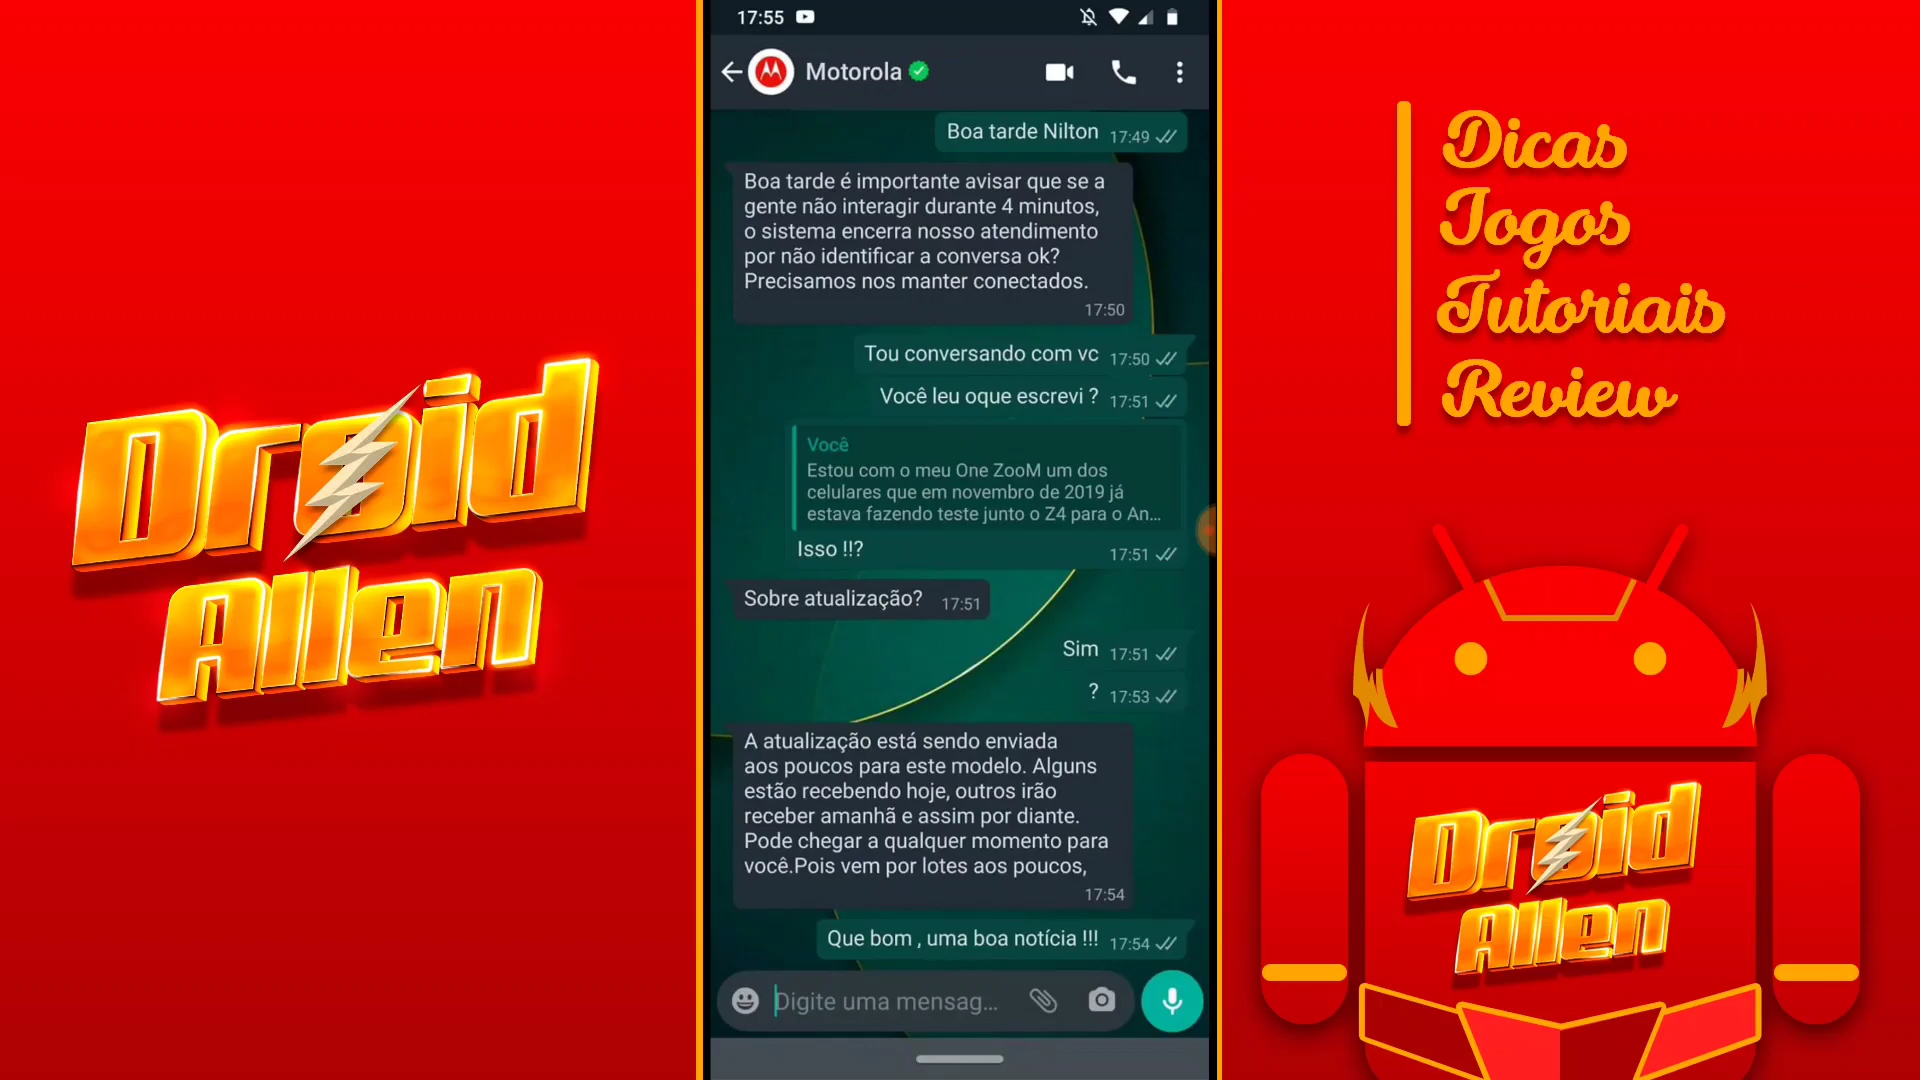 Droid
Allen
17:55
Motorola
Boa tarde Nilton 17:49
Boa tarde é importante avisar que se a
gente não interagir durante 4 minutos,
o sistema encerra nosso atendimento
por não identificar a conversa ok?
Precisamos nos manter conectados.
17:50
Tou conversando com vc 17:50
Você leu oque escrevi ? 17:51
Você
Estou com o meu One ZooM um dos
celulares que em novembro de 2019 já
estava fazendo teste junto o Z4 para o An...
Isso !!? 17:51
Sobre atualização? 17:51
Sim 17:51
? 17:53
A atualização está sendo enviada
aos poucos para este modelo. Alguns
estão recebendo hoje, outros irão
receber amanhã e assim por diante.
Pode chegar a qualquer momento para
você.Pois vem por lotes aos poucos,
17:54
Que bom , uma boa notícia !!! 17:54
Digite uma mensag...
Dicas
Jogos
Tutoriais
Review
Droid
Allen